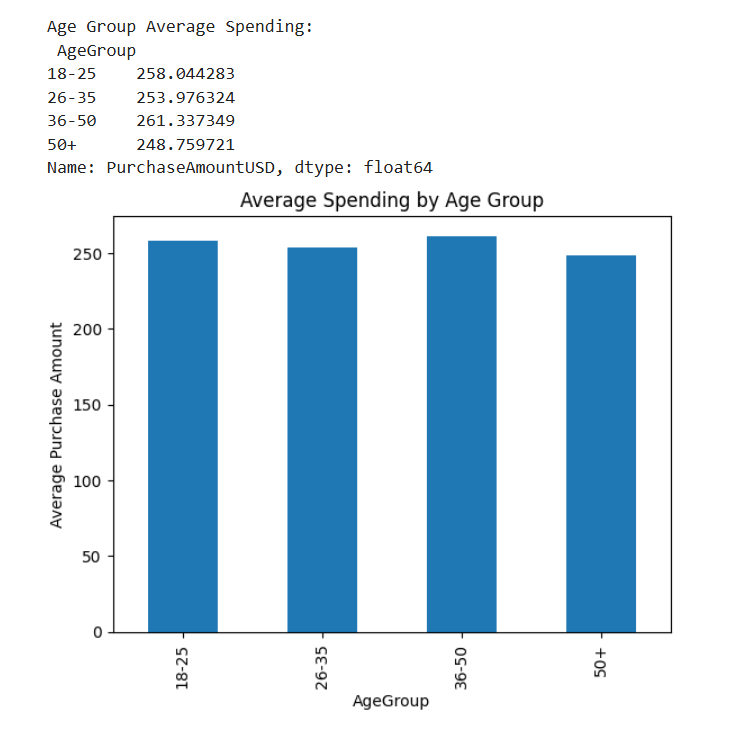 Age Group Average Spending:
AgeGroup
18-25 258.044283
26-35 253.976324
36-50 261.337349
50+ 248.759721
Name: PurchaseAmountUSD, dtype: float64
Average Spending by Age Group
Average Purchase Amount
250
200
150
100
50
0
18-25
26-35
36-50
50+
AgeGroup